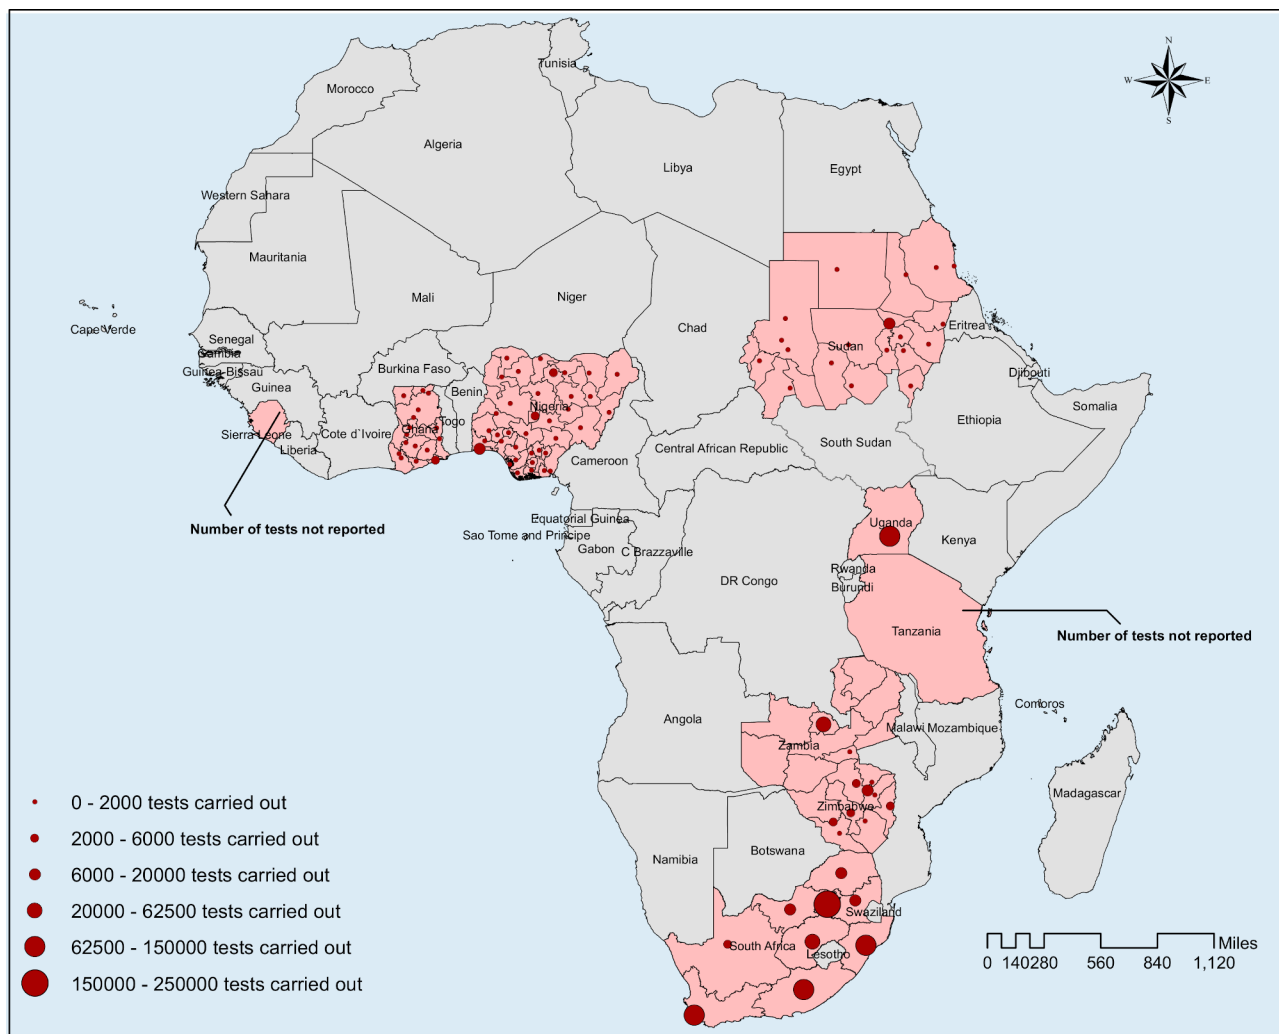 N
W E
S
Tunisia
Morocco
Algeria
Libya
Egypt
Western Sahara
Mauritania
Mali
Niger
Chad
Sudan
Eritrea
Cape Verde
Senegal
Gambia
Guinea-Bissau
Guinea
Burkina Faso
Benin
Nigeria
Djibouti
Somalia
Ethiopia
Sierra Leone
Liberia
Cote d`Ivoire
Ghana
Togo
Cameroon
Central African Republic
South Sudan
Number of tests not reported
Equatorial Guinea
Sao Tome and Principe
Gabon
C Brazzaville
Uganda
Kenya
DR Congo
Rwanda
Burundi
Tanzania
Number of tests not reported
Angola
Comoros
Malawi
Mozambique
Zambia
Madagascar
Zimbabwe
Namibia
Botswana
Swaziland
South Africa
Lesotho
0 - 2000 tests carried out
2000 - 6000 tests carried out
6000 - 20000 tests carried out
20000 - 62500 tests carried out
62500 - 150000 tests carried out
150000 - 250000 tests carried out
Miles
0 140 280 560 840 1,120